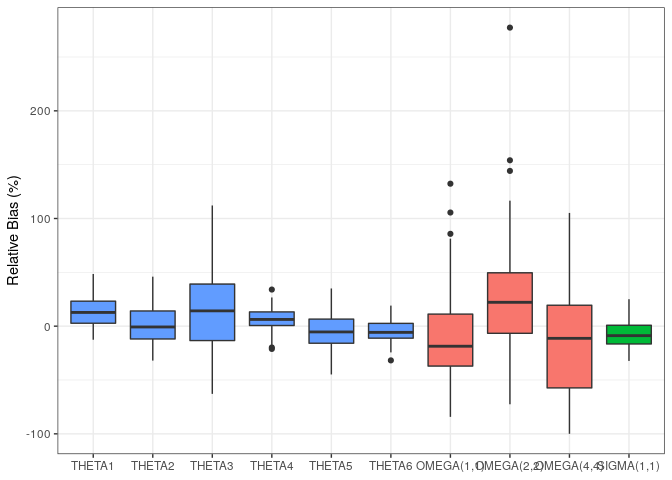 Relative Bias (%)
200
100
0
-100
THETA1 THETA2 THETA3 THETA4 THETA5 THETA6 OMEGA(1,1) OMEGA(2,2) OMEGA(4,4) SIGMA(1,1)